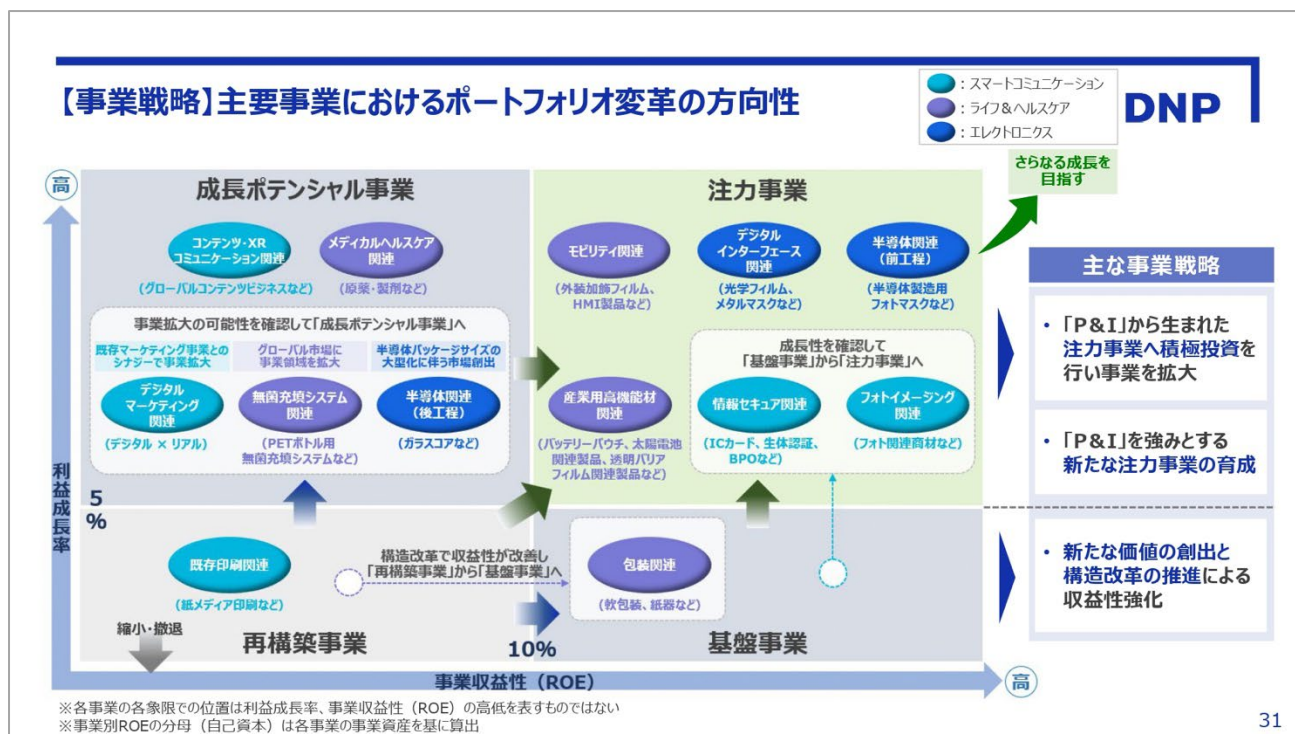 【事業戦略】主要事業におけるポートフォリオ変革の方向性
：スマートコミュニケーション
：ライフ&ヘルスケア
：エレクトロニクス
DNP
さらなる成長を
目指す
高
利益成長率
5
%
成長ポテンシャル事業
コンテンツ・XR
コミュニケーション関連
(グローバルコンテンツビジネスなど)
メディカルヘルスケア
関連
(原薬・製剤など)
事業拡大の可能性を確認して「成長ポテンシャル事業」へ
既存マーケティング事業との
シナジーで事業拡大
グローバル市場に
事業領域を拡大
半導体パッケージサイズの
大型化に伴う市場創出
デジタル
マーケティング
関連
(デジタル × リアル)
無菌充填システム
関連
(PETボトル用
無菌充填システムなど)
半導体関連
(後工程)
(ガラスコアなど)
注力事業
モビリティ関連
(外装加飾フィルム、
HMI製品など)
デジタル
インターフェース
関連
(光学フィルム、
メタルマスクなど)
半導体関連
(前工程)
(半導体製造用
フォトマスクなど)
成長性を確認して
「基盤事業」から「注力事業」へ
産業用高機能材
関連
(バッテリーパウチ、太陽電池
関連製品、透明バリア
フィルム関連製品など)
情報セキュア関連
(ICカード、生体認証、
BPOなど)
フォトイメージング
関連
(フォト関連商材など)
既存印刷関連
(紙メディア印刷など)
構造改革で収益性が改善し
「再構築事業」から「基盤事業」へ
縮小・撤退
再構築事業
10%
包装関連
(軟包装、紙器など)
基盤事業
事業収益性（ROE）
高
主な事業戦略
・「P&I」から生まれた
注力事業へ積極投資を
行い事業を拡大
・「P&I」を強みとする
新たな注力事業の育成
・新たな価値の創出と
構造改革の推進による
収益性強化
※各事業の各象限での位置は利益成長率、事業収益性（ROE）の高低を表すものではない
※事業別ROEの分母（自己資本）は各事業の事業資産を基に算出
31